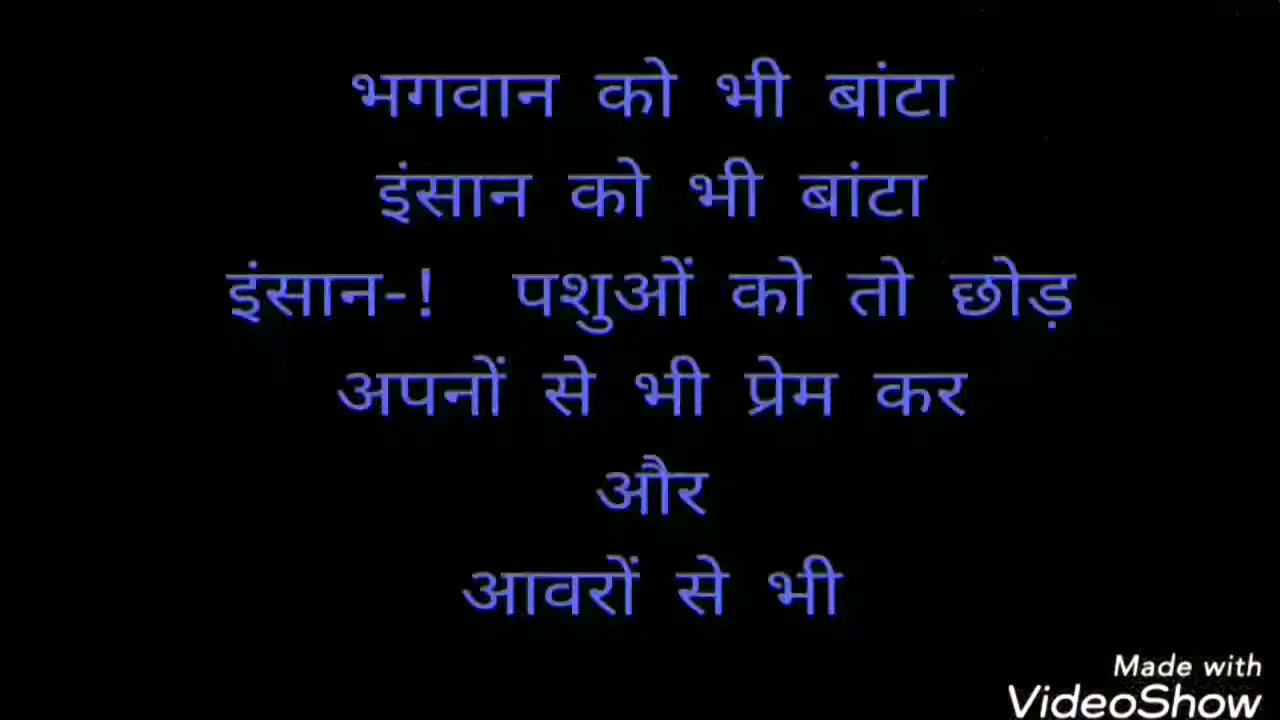 भगवान को भी बांटा
इंसान को भी बांटा
इंसान-! पशुओं को तो छोड़
अपनों से भी प्रेम कर
और
आवरों से भी
Made with
VideoShow